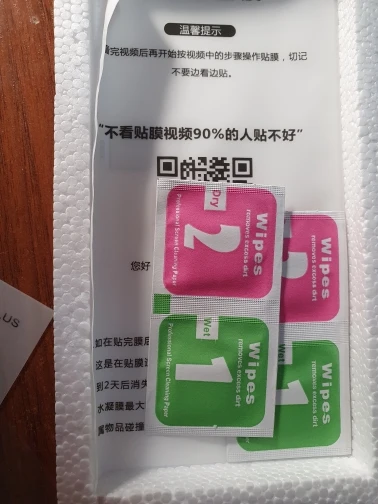 温馨提示
完视频后再开始按视频中的步骤操作贴膜，切记
不要边看边贴。
"不看贴膜视频90%的人贴不好"
您好
Dry
2
Wipes
removes excess dirt
Professional Screen Cleaning Paper
Wet
1
Wipes
removes excess dirt
Professional Screen Cleaning Paper
Wipes
removes excess dirt
Wet
1
Wipes
removes excess dirt
.US
如在贴完膜
这是在贴膜
到2天后消失
水凝膜最大
属物品碰撞